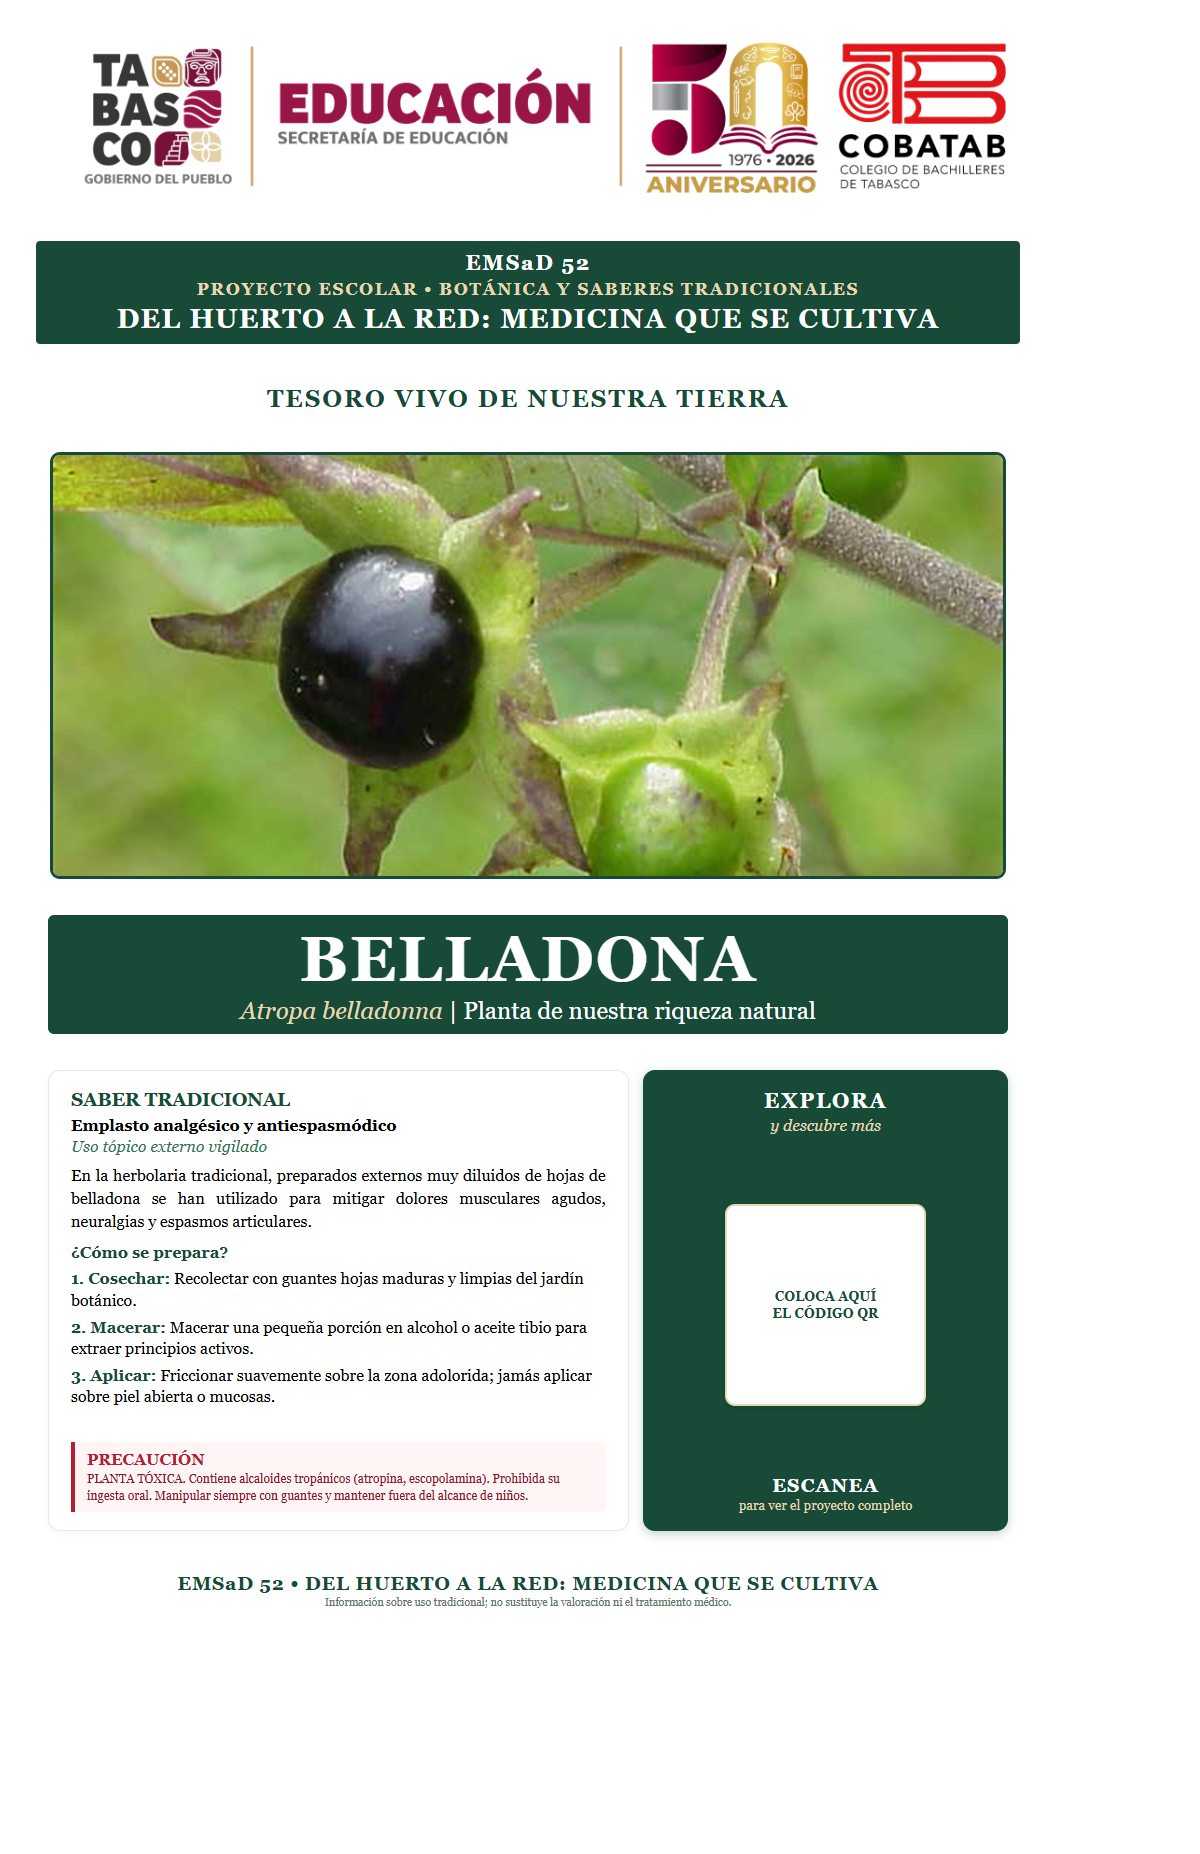 TA
BAS
CO
GOBIERNO DEL PUEBLO
EDUCACIÓN
SECRETARÍA DE EDUCACIÓN
50
1976 • 2026
ANIVERSARIO
COBATAB
COLEGIO DE BACHILLERES
DE TABASCO
EMSaD 52
PROYECTO ESCOLAR • BOTÁNICA Y SABERES TRADICIONALES
DEL HUERTO A LA RED: MEDICINA QUE SE CULTIVA
TESORO VIVO DE NUESTRA TIERRA
BELLADONA
Atropa belladonna | Planta de nuestra riqueza natural
SABER TRADICIONAL
Emplasto analgésico y antiespasmódico
Uso tópico externo vigilado
En la herbolaria tradicional, preparados externos muy diluidos de hojas de
belladona se han utilizado para mitigar dolores musculares agudos,
neuralgias y espasmos articulares.
¿Cómo se prepara?
1. Cosechar: Recolectar con guantes hojas maduras y limpias del jardín
botánico.
2. Macerar: Macerar una pequeña porción en alcohol o aceite tibio para
extraer principios activos.
3. Aplicar: Friccionar suavemente sobre la zona adolorida; jamás aplicar
sobre piel abierta o mucosas.
PRECAUCIÓN
PLANTA TÓXICA. Contiene alcaloides tropánicos (atropina, escopolamina). Prohibida su
ingesta oral. Manipular siempre con guantes y mantener fuera del alcance de niños.
EXPLORA
y descubre más
COLOCA AQUÍ
EL CÓDIGO QR
ESCANEA
para ver el proyecto completo
EMSaD 52 • DEL HUERTO A LA RED: MEDICINA QUE SE CULTIVA
Información sobre uso tradicional; no sustituye la valoración ni el tratamiento médico.